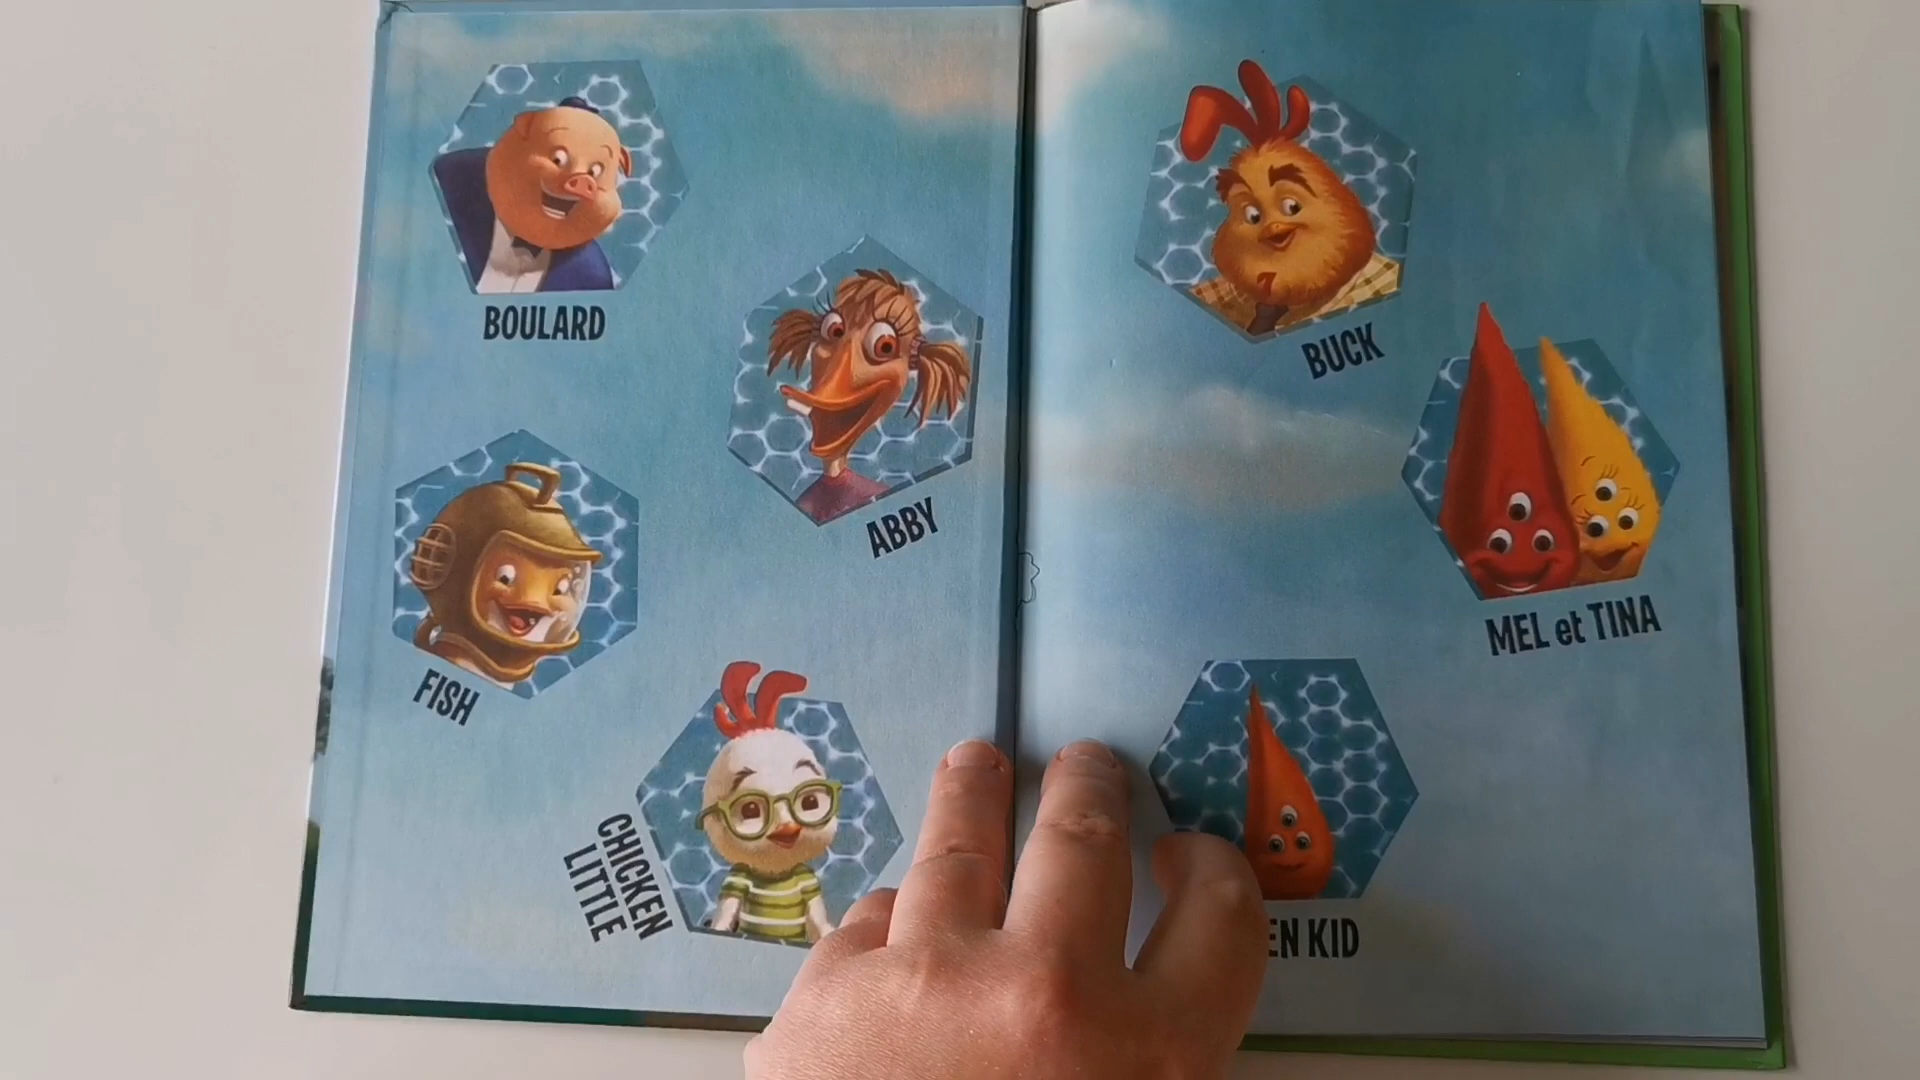 BOULARD
ABBY
FISH
CHICKEN
LITTLE
BUCK
MEL et TINA
KID